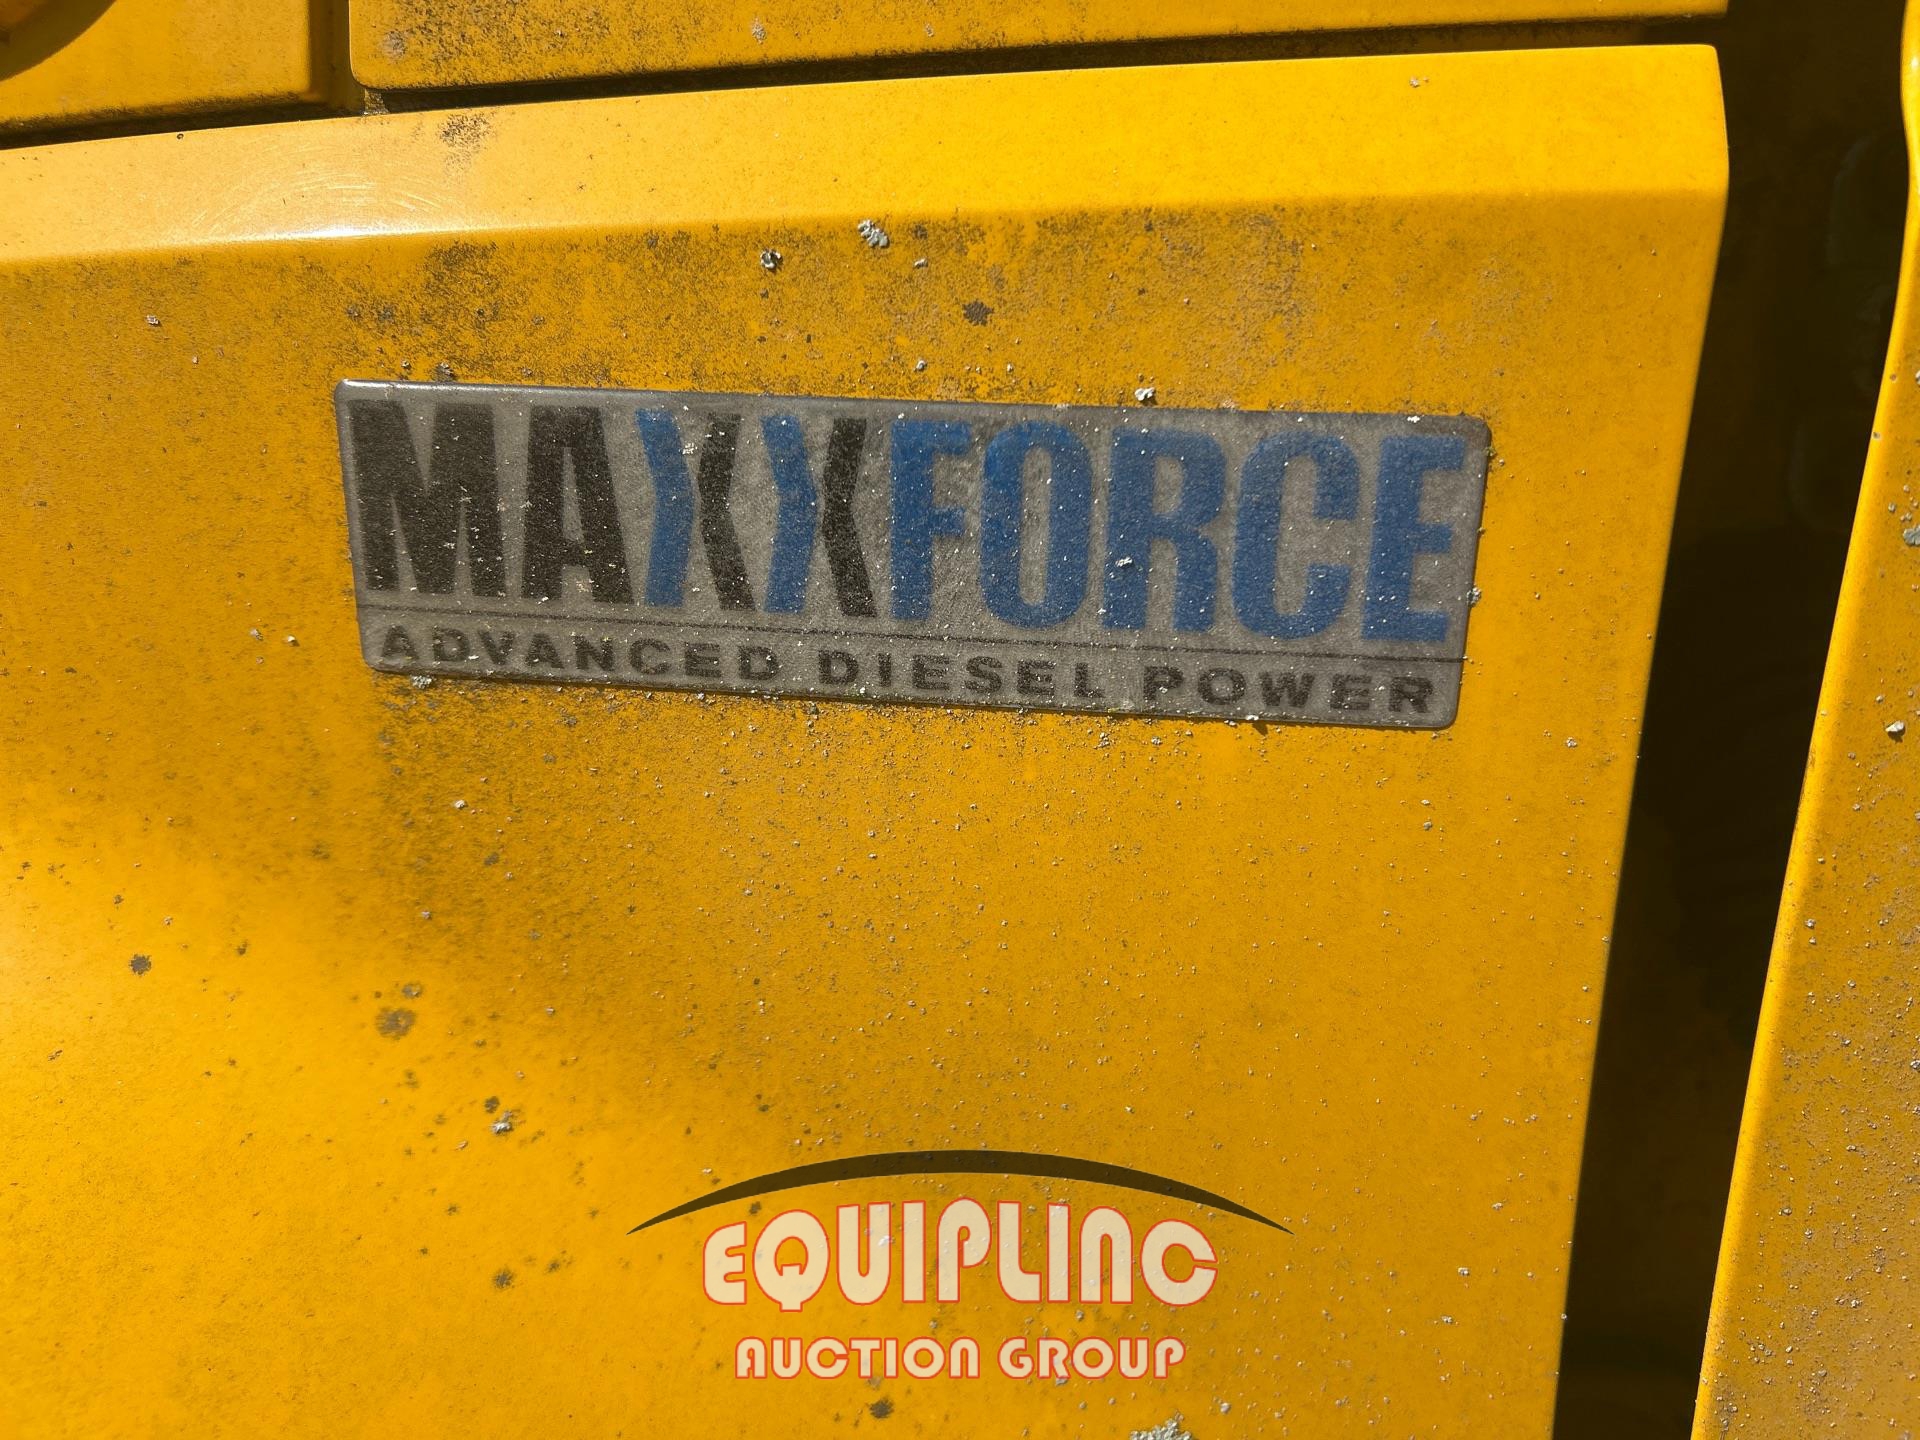 MAXXFORCE
ADVANCED DIESEL POWER
EQUIPLINC
AUCTION GROUP